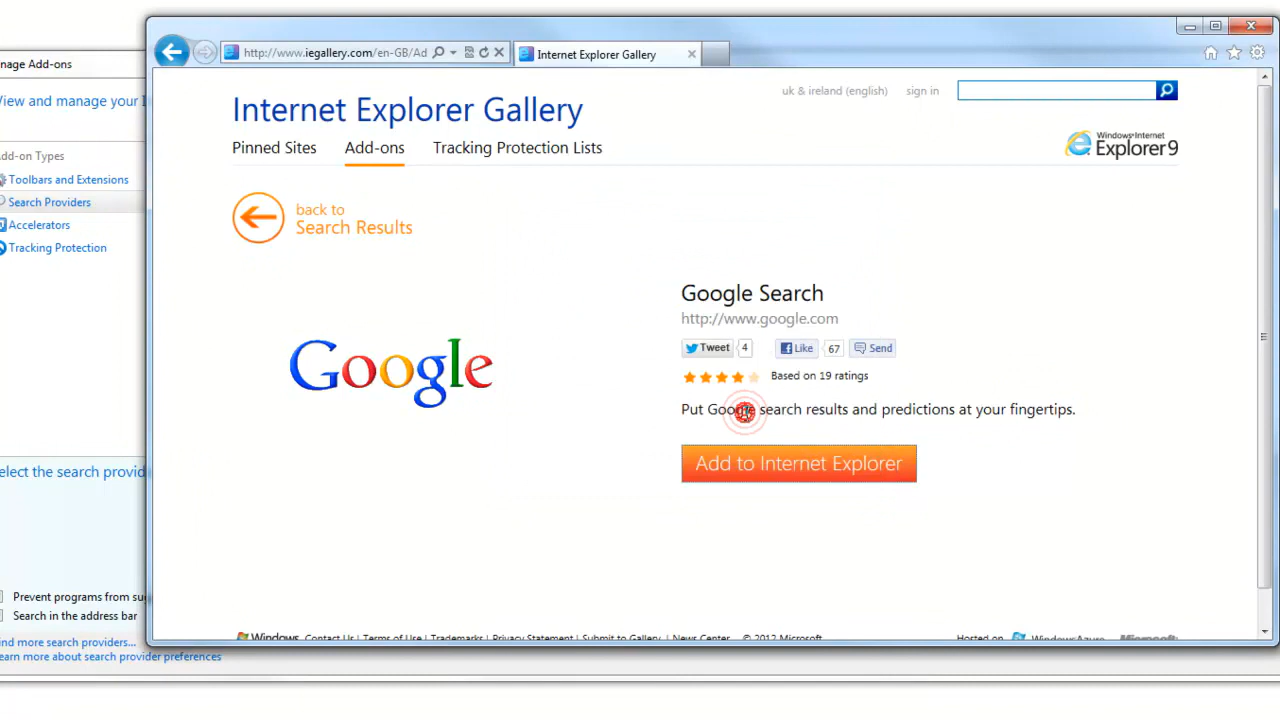 nage Add-ons
View and manage your I
Add-on Types
Toolbars and Extensions
Search Providers
Accelerators
Tracking Protection
elect the search provid
Prevent programs from sug
Search in the address bar
ind more search providers...
earn more about search provider preferences
http://www.iegallery.com/en-GB/Ad
Internet Explorer Gallery
uk & ireland (english)
sign in
Internet Explorer Gallery
Pinned Sites
Add-ons
Tracking Protection Lists
Windows Internet
Explorer 9
back to
Search Results
Google
Google Search
http://www.google.com
Tweet 4
Like 67
Send
Based on 19 ratings
Put Google search results and predictions at your fingertips.
Add to Internet Explorer
Windows Contact Us | Terms of Use | Trademarks | Privacy Statement | Submit to Gallery | News Center © 2012 Microsoft
Hosted on WindowsAzure Microsoft